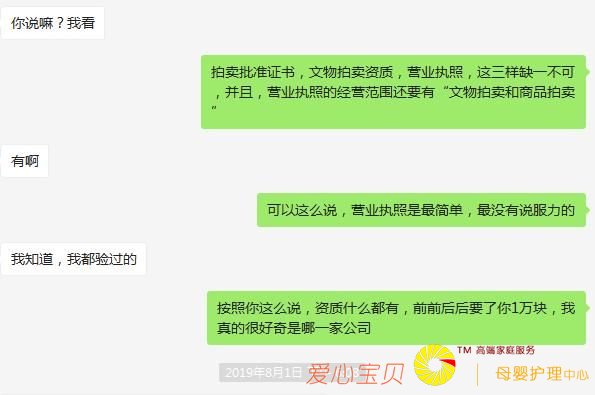 你说嘛？我看
拍卖批准证书，文物拍卖资质，营业执照，这三样缺一不可
，并且，营业执照的经营范围还要有“文物拍卖和商品拍卖
”
有啊
可以这么说，营业执照是最简单，最没有说服力的
我知道，我都验过的
按照你这么说，资质什么都有，前前后后要了你1万块，我
真的很好奇是哪一家公司
TM 高端家庭服务
2019年8月1日
爱心宝贝
母婴护理中心